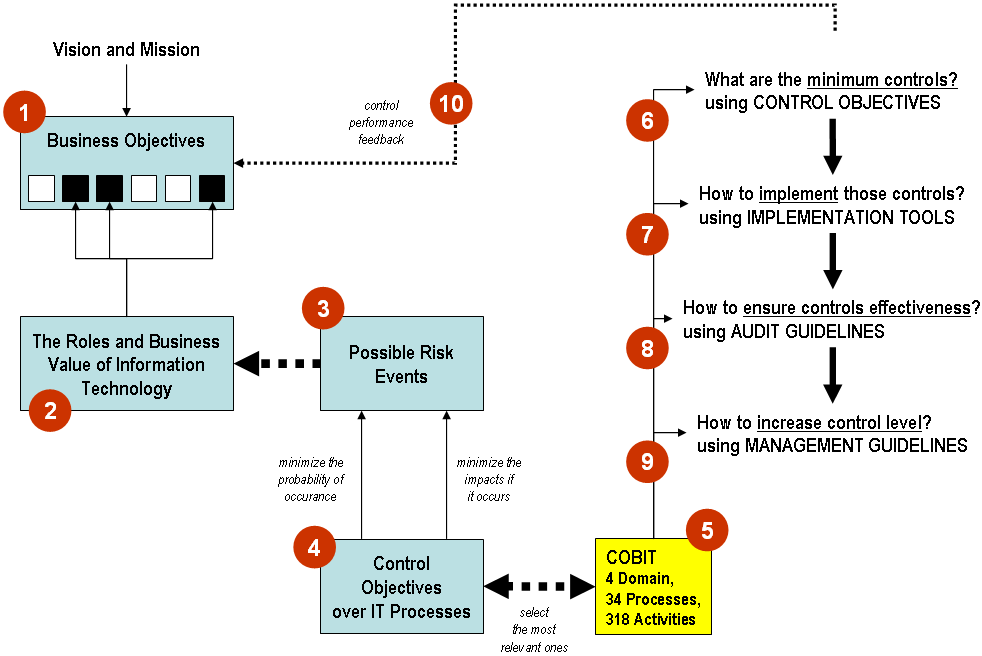 Vision and Mission
1
Business Objectives
10
control
performance
feedback
2
The Roles and Business
Value of Information
Technology
3
Possible Risk
Events
minimize the
probability of
occurance
minimize the
impacts if
it occurs
4
Control
Objectives
over IT Processes
select
the most
relevant ones
5
COBIT
4 Domain,
34 Processes,
318 Activities
6
What are the minimum controls?
using CONTROL OBJECTIVES
7
How to implement those controls?
using IMPLEMENTATION TOOLS
8
How to ensure controls effectiveness?
using AUDIT GUIDELINES
9
How to increase control level?
using MANAGEMENT GUIDELINES